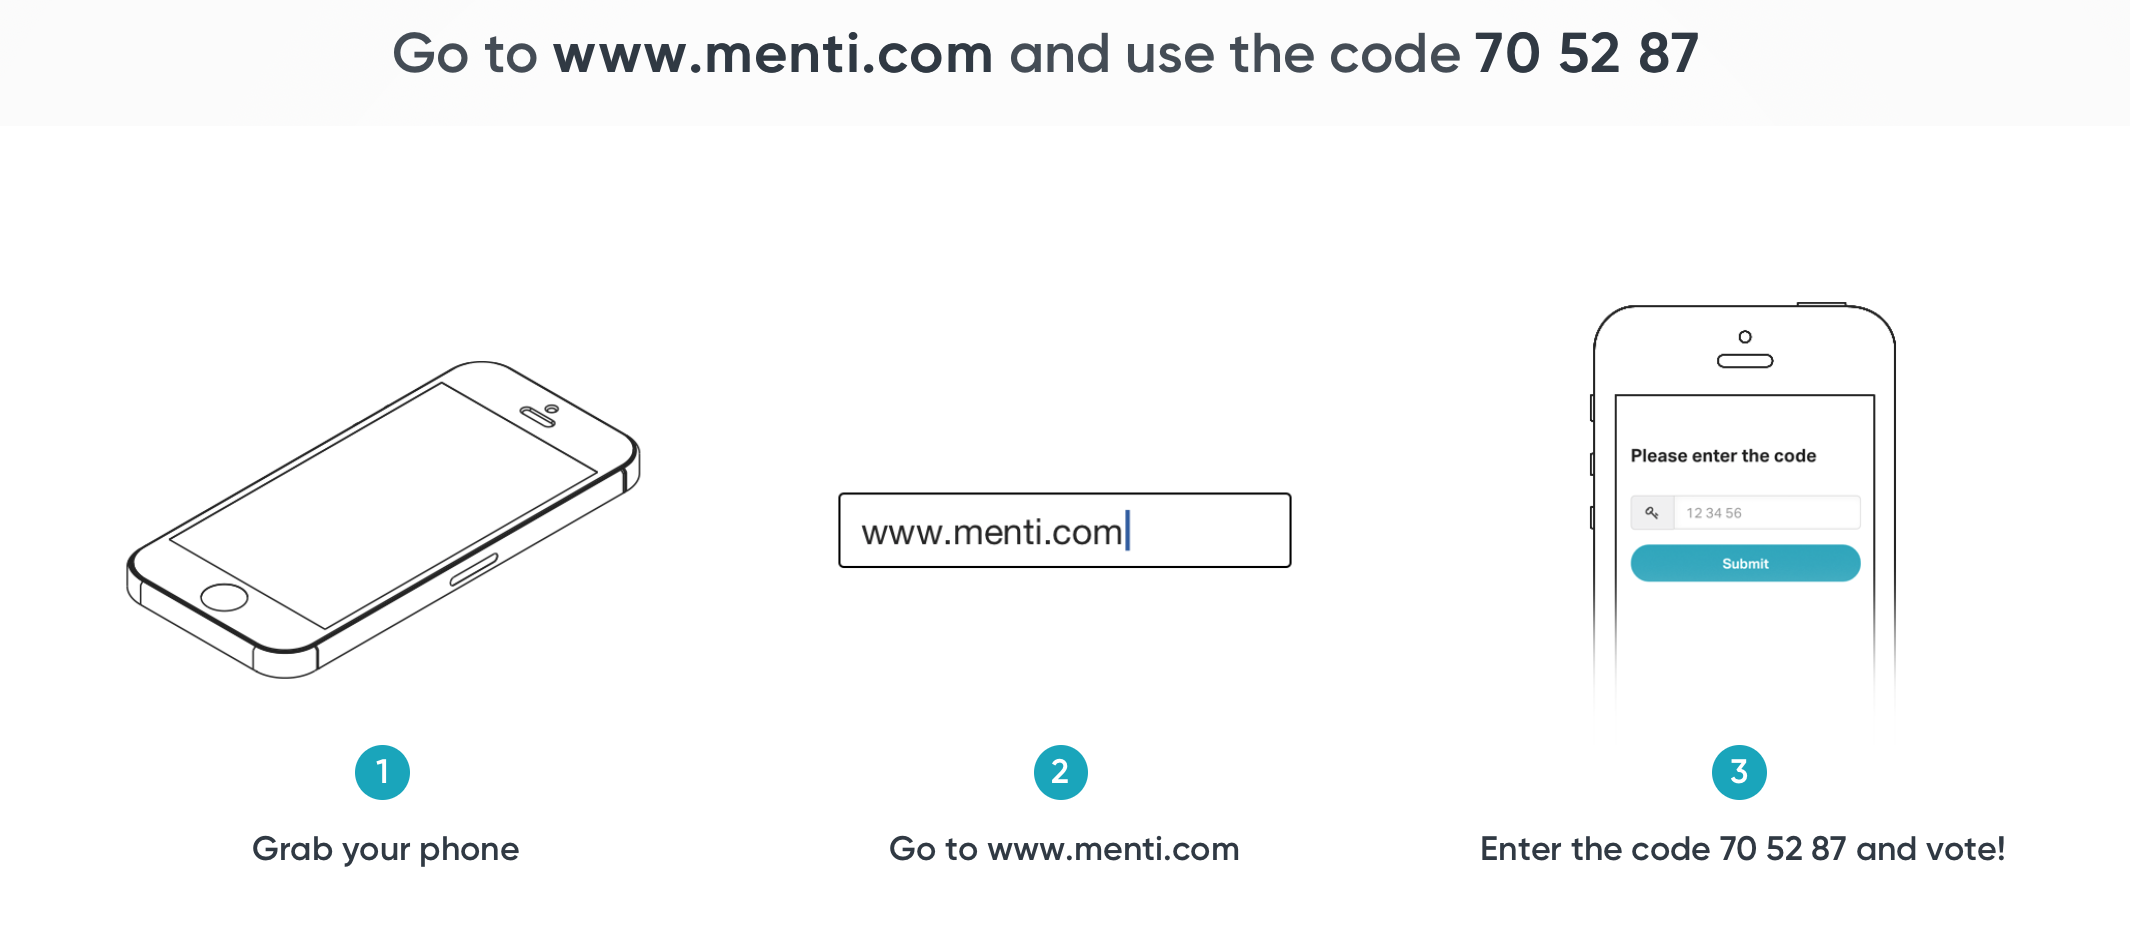 Go to www.menti.com and use the code 70 52 87
Please enter the code
www.menti.com
12 34 56
Submit
1
2
3
Grab your phone
Go to www.menti.com
Enter the code 70 52 87 and vote!